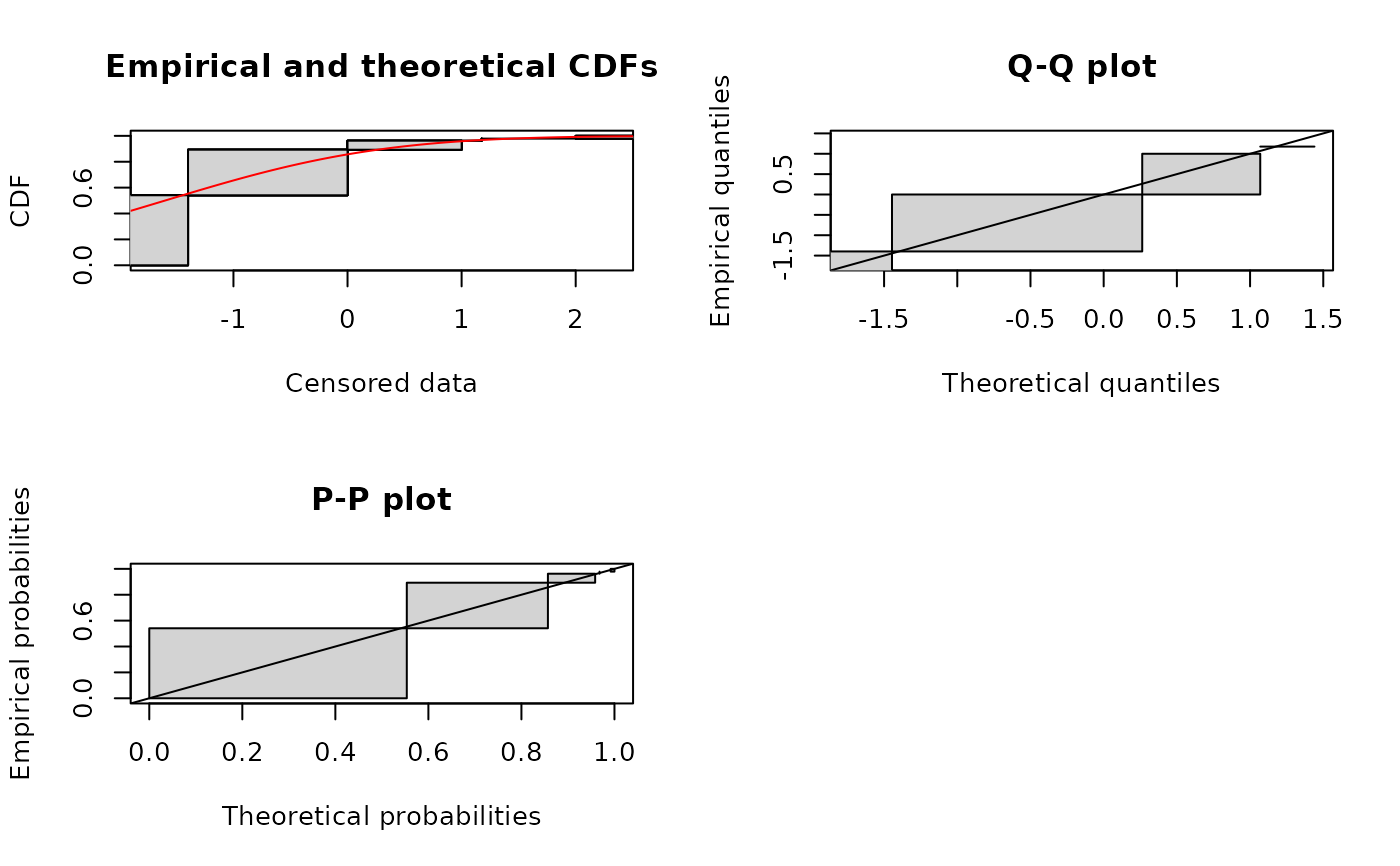 Empirical and theoretical CDFs
CDF
0.0 0.6
-1 0 1 2
Censored data
Q-Q plot
Empirical quantiles
-1.5 0.5
-1.5 -0.5 0.0 0.5 1.0 1.5
Theoretical quantiles
P-P plot
Empirical probabilities
0.0 0.6
0.0 0.2 0.4 0.6 0.8 1.0
Theoretical probabilities